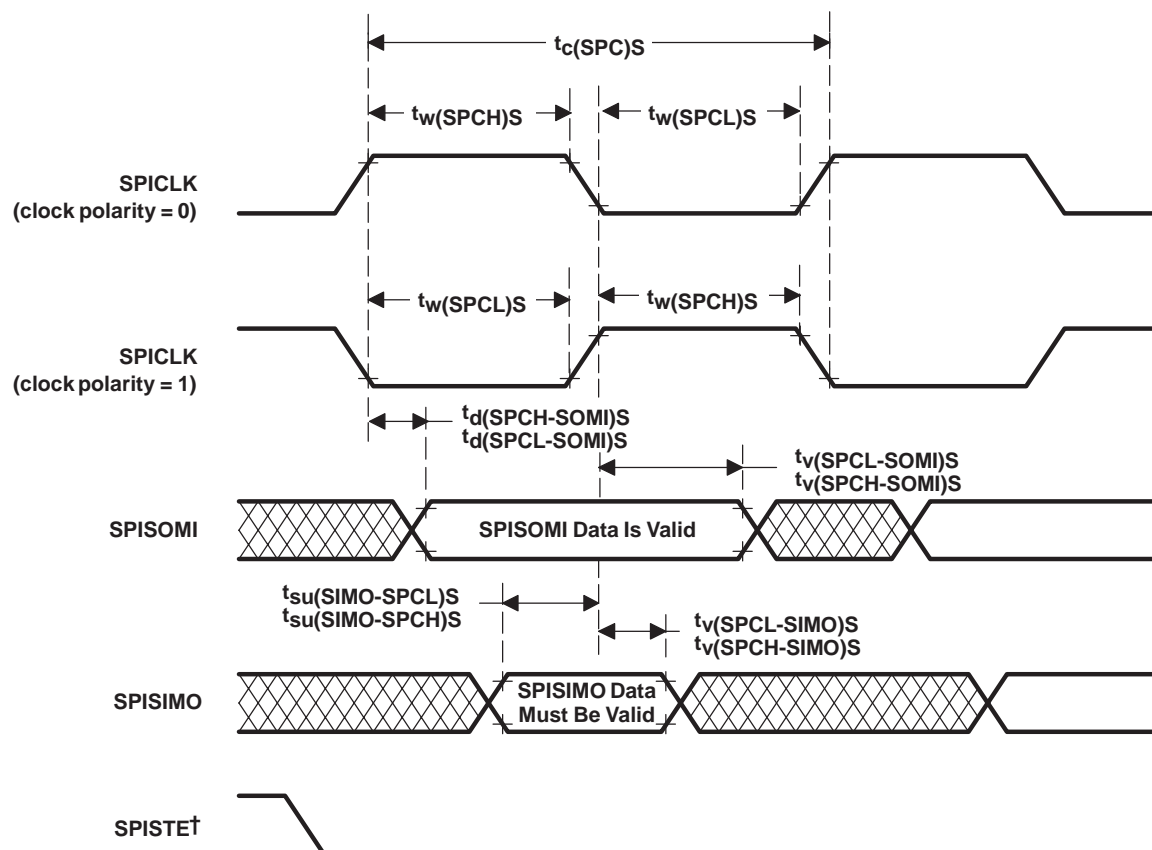 tc(SPC)S
tw(SPCH)S
tw(SPCL)S
SPICLK
(clock polarity = 0)
tw(SPCL)S
tw(SPCH)S
SPICLK
(clock polarity = 1)
td(SPCH-SOMI)S
td(SPCL-SOMI)S
tv(SPCL-SOMI)S
tv(SPCH-SOMI)S
SPISOMI
SPISOMI Data Is Valid
tsu(SIMO-SPCL)S
tsu(SIMO-SPCH)S
tv(SPCL-SIMO)S
tv(SPCH-SIMO)S
SPISIMO
SPISIMO Data
Must Be Valid
SPISTE†